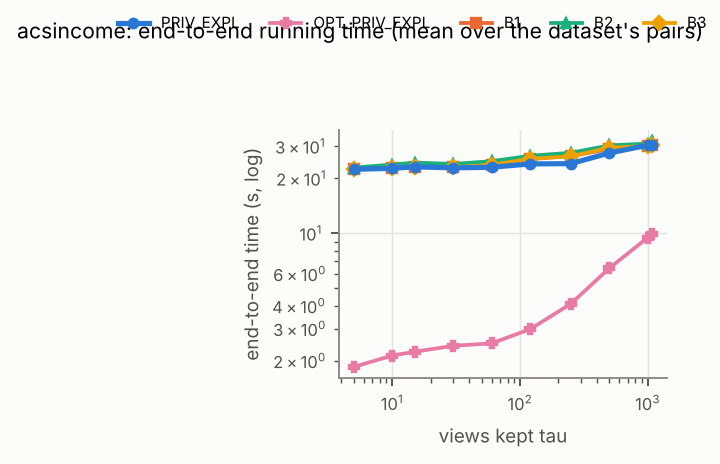 PRIV_EXPL OPT_PRIV_EXPL B1 B2 B3
acsincome: end-to-end running time (mean over the dataset's pairs)
end-to-end time (s, log)
3 × 10¹
2 × 10¹
10¹
6 × 10⁰
4 × 10⁰
3 × 10⁰
2 × 10⁰
10¹ 10² 10³
views kept tau